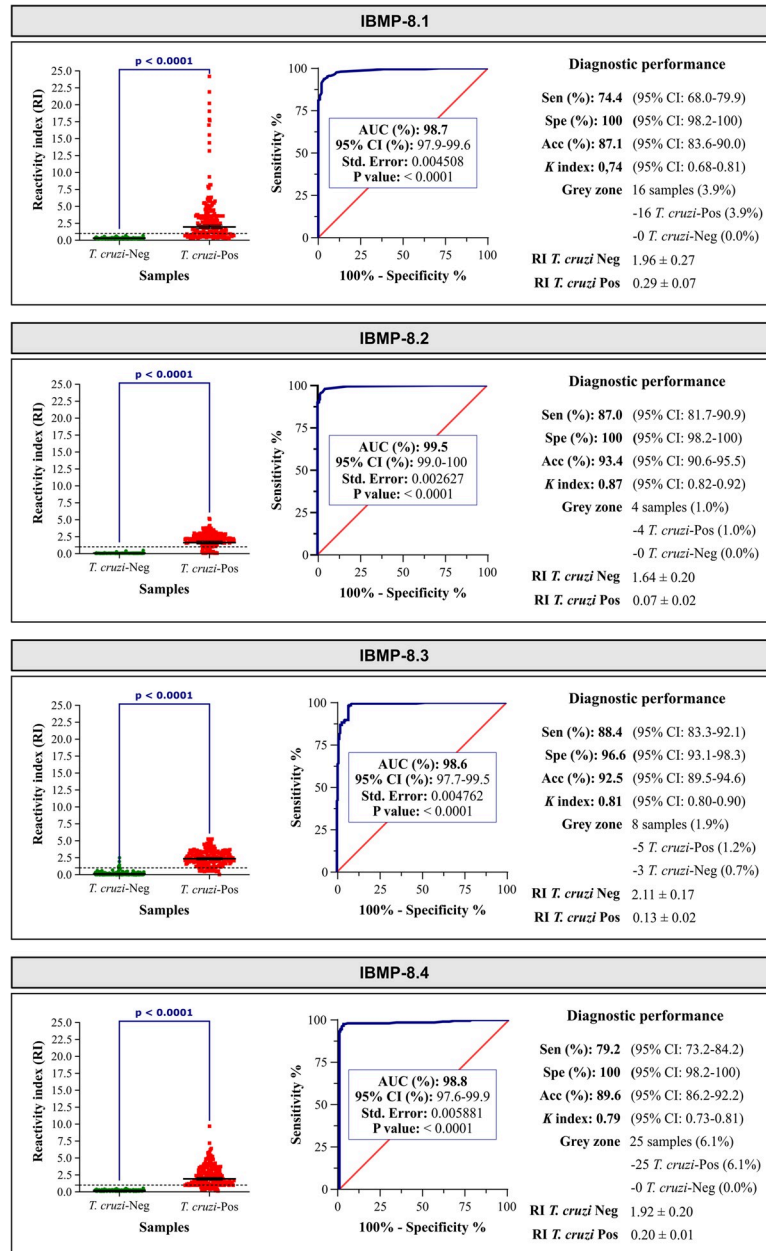 IBMP-8.1
p < 0.0001
Reactivity index (RI)
25.0
22.5
20.0
17.5
15.0
12.5
10.0
7.5
5.0
2.5
0.0
T. cruzi-Neg
T. cruzi-Pos
Samples
Sensitivity %
100
75
50
25
0
AUC (%): 98.7
95% CI (%): 97.9-99.6
Std. Error: 0.004508
P value: < 0.0001
0
25
50
75
100
100% - Specificity %
Diagnostic performance
Sen (%): 74.4 (95% CI: 68.0-79.9)
Spe (%): 100 (95% CI: 98.2-100)
Acc (%): 87.1 (95% CI: 83.6-90.0)
K index: 0,74 (95% CI: 0.68-0.81)
Grey zone 16 samples (3.9%)
-16 T. cruzi-Pos (3.9%)
-0 T. cruzi-Neg (0.0%)
RI T. cruzi Neg 1.96 ± 0.27
RI T. cruzi Pos 0.29 ± 0.07
IBMP-8.2
p < 0.0001
Reactivity index (RI)
25.0
22.5
20.0
17.5
15.0
12.5
10.0
7.5
5.0
2.5
0.0
T. cruzi-Neg
T. cruzi-Pos
Samples
Sensitivity %
100
75
50
25
0
AUC (%): 99.5
95% CI (%): 99.0-100
Std. Error: 0.002627
P value: < 0.0001
0
25
50
75
100
100% - Specificity %
Diagnostic performance
Sen (%): 87.0 (95% CI: 81.7-90.9)
Spe (%): 100 (95% CI: 98.2-100)
Acc (%): 93.4 (95% CI: 90.6-95.5)
K index: 0.87 (95% CI: 0.82-0.92)
Grey zone 4 samples (1.0%)
-4 T. cruzi-Pos (1.0%)
-0 T. cruzi-Neg (0.0%)
RI T. cruzi Neg 1.64 ± 0.20
RI T. cruzi Pos 0.07 ± 0.02
IBMP-8.3
p < 0.0001
Reactivity index (RI)
25.0
22.5
20.0
17.5
15.0
12.5
10.0
7.5
5.0
2.5
0.0
T. cruzi-Neg
T. cruzi-Pos
Samples
Sensitivity %
100
75
50
25
0
AUC (%): 98.6
95% CI (%): 97.7-99.5
Std. Error: 0.004762
P value: < 0.0001
0
25
50
75
100
100% - Specificity %
Diagnostic performance
Sen (%): 88.4 (95% CI: 83.3-92.1)
Spe (%): 96.6 (95% CI: 93.1-98.3)
Acc (%): 92.5 (95% CI: 89.5-94.6)
K index: 0.81 (95% CI: 0.80-0.90)
Grey zone 8 samples (1.9%)
-5 T. cruzi-Pos (1.2%)
-3 T. cruzi-Neg (0.7%)
RI T. cruzi Neg 2.11 ± 0.17
RI T. cruzi Pos 0.13 ± 0.02
IBMP-8.4
p < 0.0001
Reactivity index (RI)
25.0
22.5
20.0
17.5
15.0
12.5
10.0
7.5
5.0
2.5
0.0
T. cruzi-Neg
T. cruzi-Pos
Samples
Sensitivity %
100
75
50
25
0
AUC (%): 98.8
95% CI (%): 97.6-99.9
Std. Error: 0.005881
P value: < 0.0001
0
25
50
75
100
100% - Specificity %
Diagnostic performance
Sen (%): 79.2 (95% CI: 73.2-84.2)
Spe (%): 100 (95% CI: 98.2-100)
Acc (%): 89.6 (95% CI: 86.2-92.2)
K index: 0.79 (95% CI: 0.73-0.81)
Grey zone 25 samples (6.1%)
-25 T. cruzi-Pos (6.1%)
-0 T. cruzi-Neg (0.0%)
RI T. cruzi Neg 1.92 ± 0.20
RI T. cruzi Pos 0.20 ± 0.01